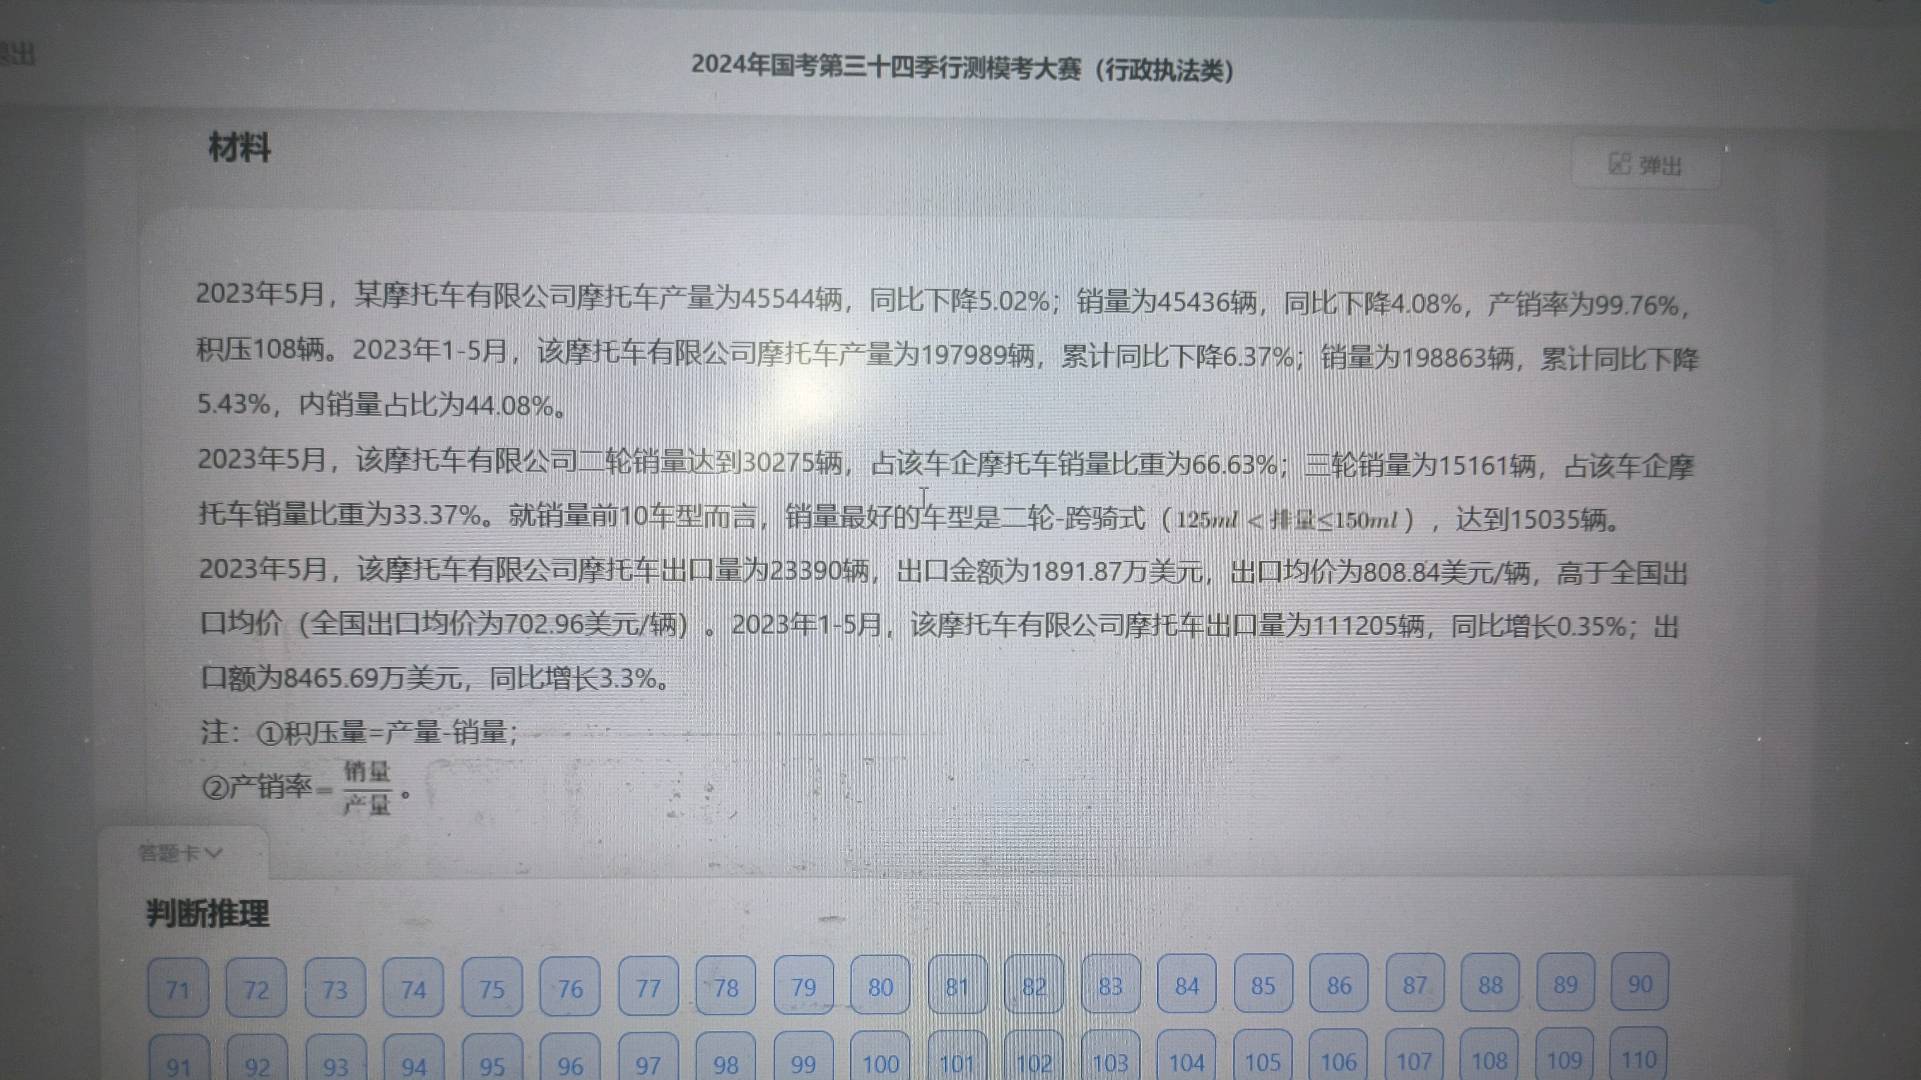 退出
2024年国考第三十四季行测模考大赛（行政执法类）
材料
弹出
2023年5月，某摩托车有限公司摩托车产量为45544辆，同比下降5.02%；销量为45436辆，同比下降4.08%，产销率为99.76%，
积压108辆。2023年1-5月，该摩托车有限公司摩托车产量为197989辆，累计同比下降6.37%；销量为198863辆，累计同比下降
5.43%，内销量占比为44.08%。
2023年5月，该摩托车有限公司二轮销量达到30275辆，占该车企摩托车销量比重为66.63%；三轮销量为15161辆，占该车企摩
托车销量比重为33.37%。就销量前10车型而言，销量最好的车型是二轮-跨骑式（125ml＜排量≤150ml），达到15035辆。
2023年5月，该摩托车有限公司摩托车出口量为23390辆，出口金额为1891.87万美元，出口均价为808.84美元/辆，高于全国出
口均价（全国出口均价为702.96美元/辆）。2023年1-5月，该摩托车有限公司摩托车出口量为111205辆，同比增长0.35%；出
口额为8465.69万美元，同比增长3.3%。
注：①积压量=产量-销量；
②产销率=销量/产量。
答题卡
判断推理
71 72 73 74 75 76 77 78 79 80 81 82 83 84 85 86 87 88 89 90
91 92 93 94 95 96 97 98 99 100 101 102 103 104 105 106 107 108 109 110